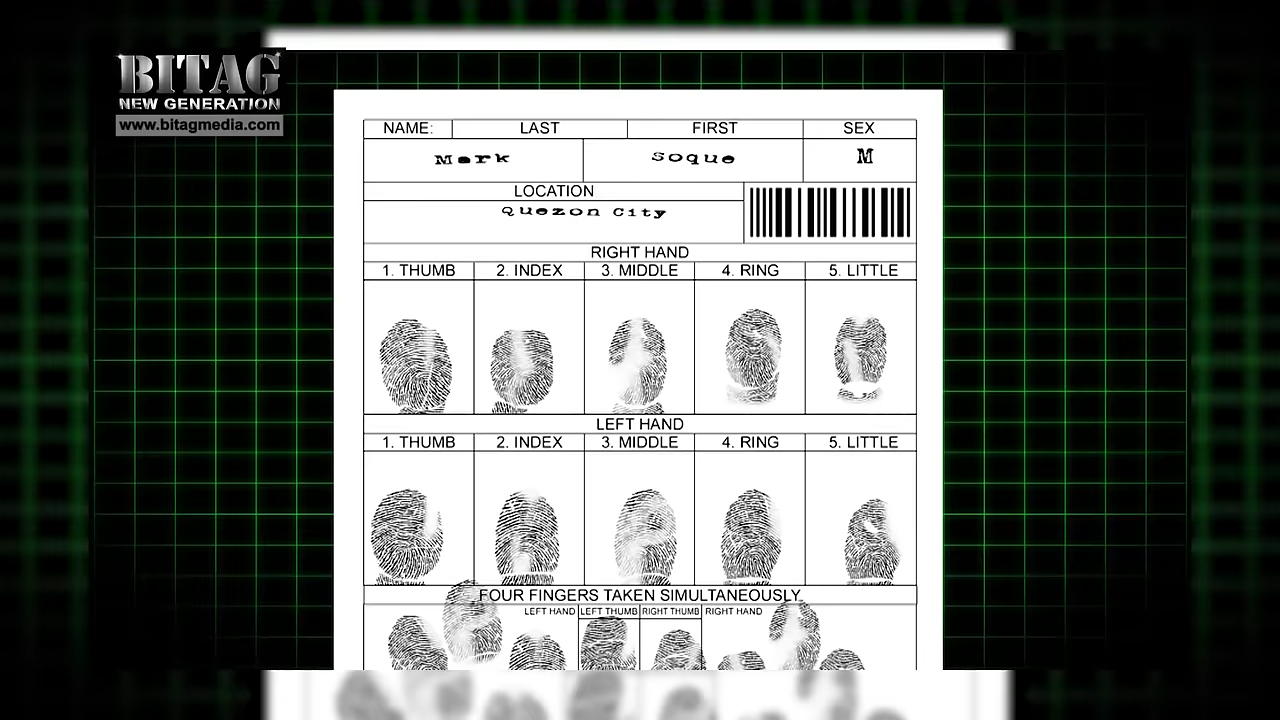 BITAG
NEW GENERATION
www.bitagmedia.com
NAME: LAST FIRST SEX
Mark Soque M
LOCATION
Quezon City
RIGHT HAND
1. THUMB 2. INDEX 3. MIDDLE 4. RING 5. LITTLE
LEFT HAND
1. THUMB 2. INDEX 3. MIDDLE 4. RING 5. LITTLE
FOUR FINGERS TAKEN SIMULTANEOUSLY
LEFT HAND LEFT THUMB RIGHT THUMB RIGHT HAND